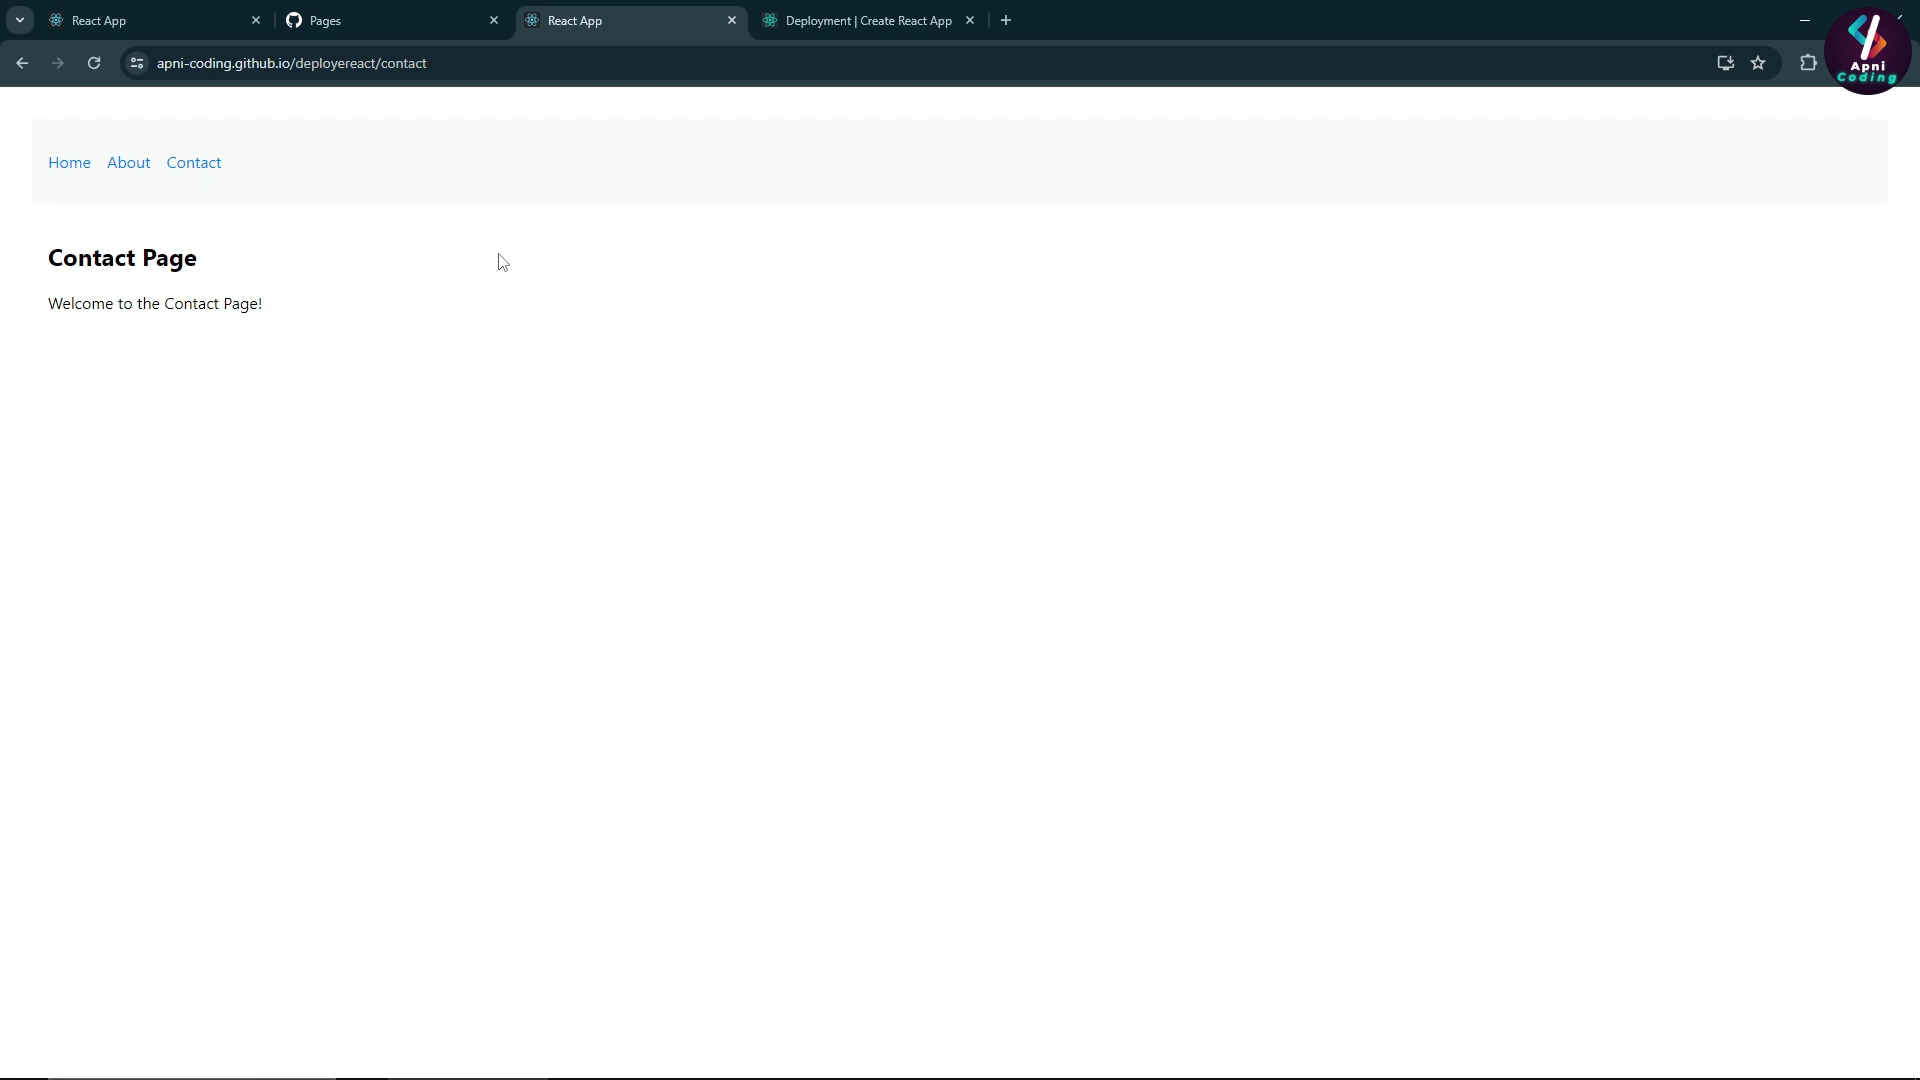 React App
Pages
React App
Deployment | Create React App
apni-coding.github.io/deployereact/contact
Apni
Coding
Home About Contact
Contact Page
Welcome to the Contact Page!